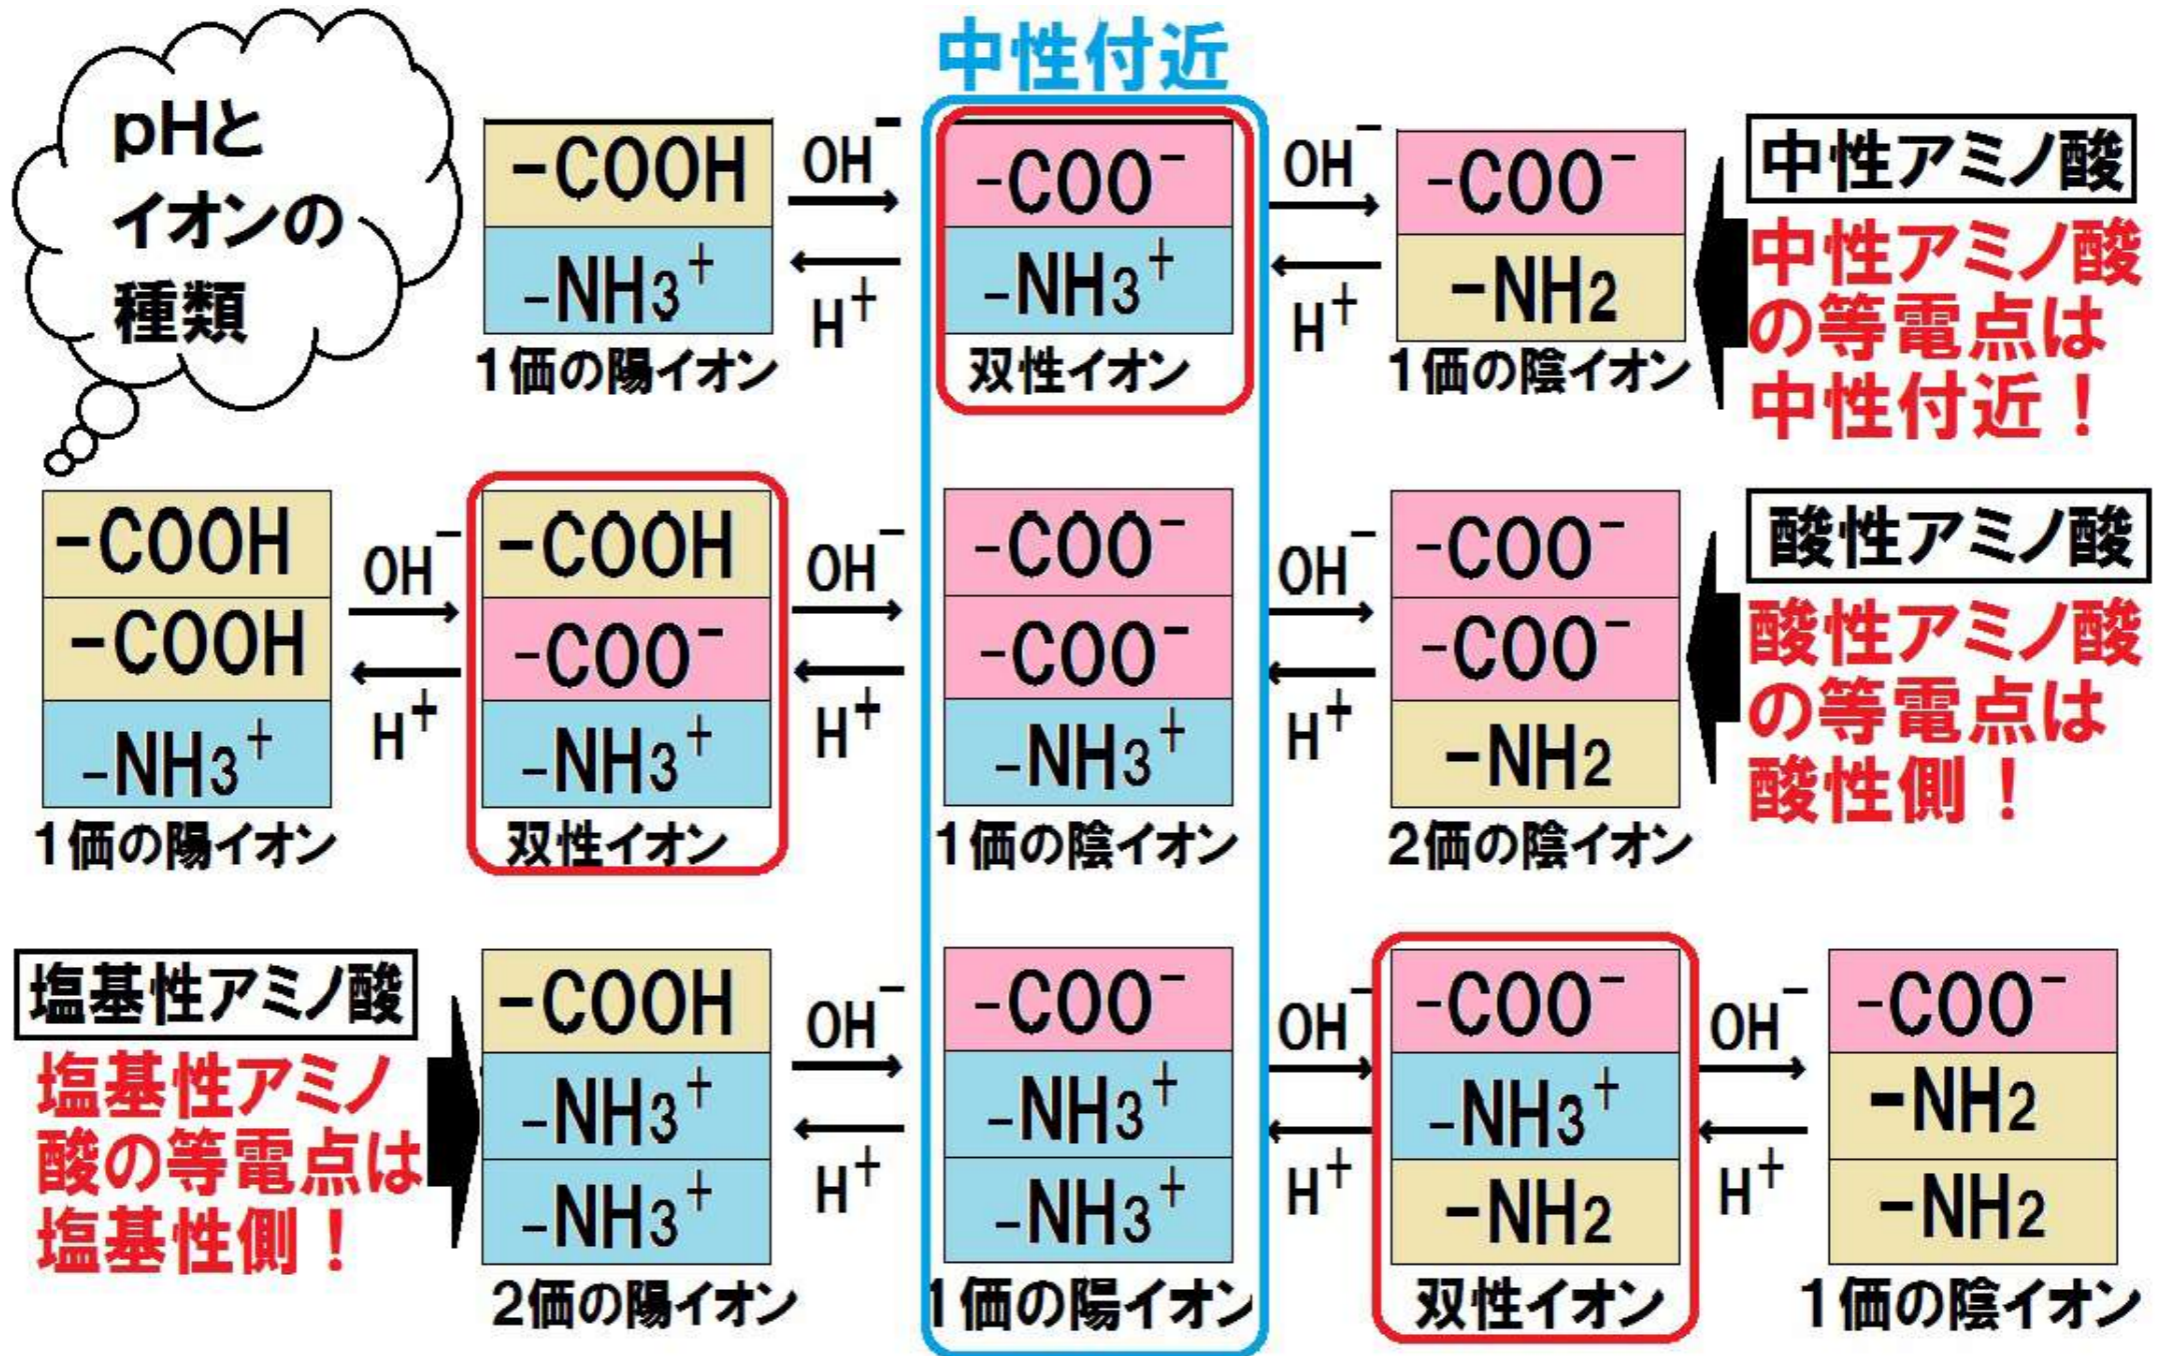 pHと
イオンの
種類
中性付近
-COOH
-NH3+
1価の陽イオン
OH-
H+
-COO-
-NH3+
双性イオン
OH-
H+
-COO-
-NH2
1価の陰イオン
中性アミノ酸
中性アミノ酸
の等電点は
中性付近!
-COOH
-COOH
-NH3+
1価の陽イオン
OH-
H+
-COOH
-COO-
-NH3+
双性イオン
OH-
H+
-COO-
-COO-
-NH3+
1価の陰イオン
OH-
H+
-COO-
-COO-
-NH2
2価の陰イオン
酸性アミノ酸
酸性アミノ酸
の等電点は
酸性側!
塩基性アミノ酸
塩基性アミノ
酸の等電点は
塩基性側!
-COOH
-NH3+
-NH3+
2価の陽イオン
OH-
H+
-COO-
-NH3+
-NH3+
1価の陽イオン
OH-
H+
-COO-
-NH3+
-NH2
双性イオン
OH-
H+
-COO-
-NH2
-NH2
1価の陰イオン